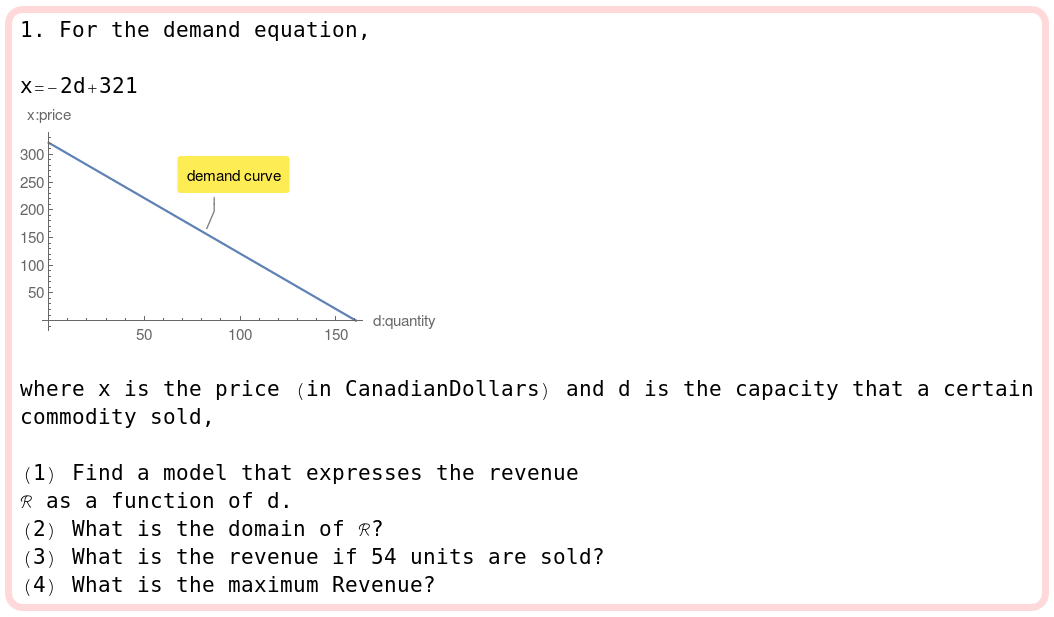 1. For the demand equation,
x=-2d+321
x:price
300
250
200
150
100
50
demand curve
50 100 150
d:quantity
where x is the price (in CanadianDollars) and d is the capacity that a certain
commodity sold,
(1) Find a model that expresses the revenue
ℛ as a function of d.
(2) What is the domain of ℛ?
(3) What is the revenue if 54 units are sold?
(4) What is the maximum Revenue?